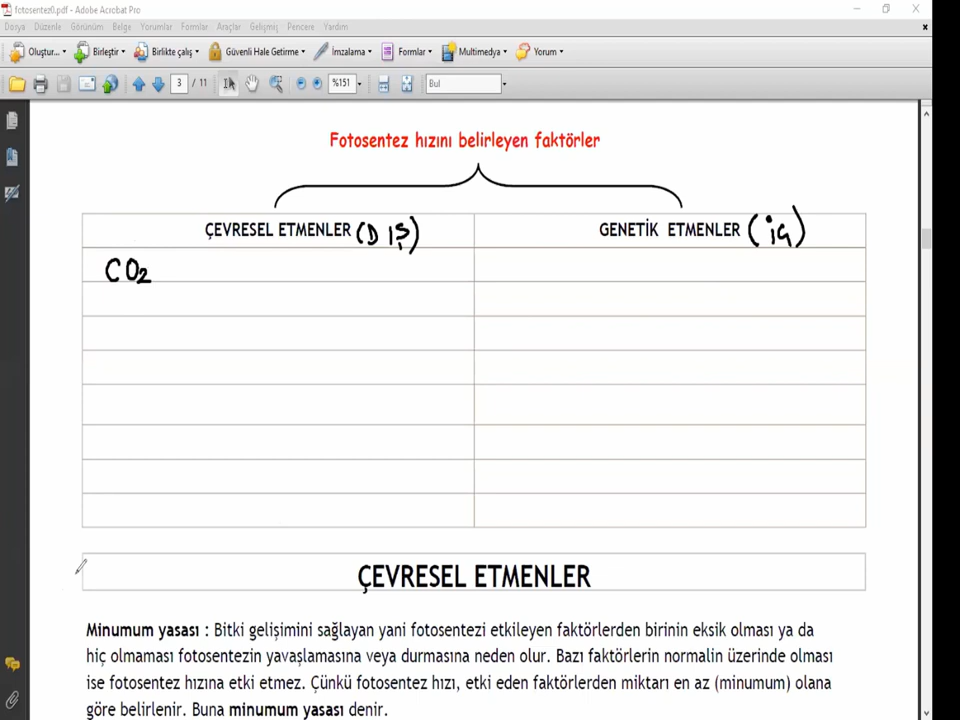 fotosentez0.pdf - Adobe Acrobat Pro
Dosya Düzenle Görünüm Belge Yorumlar Formlar Araçlar Gelişmiş Pencere Yardım
Oluştur... Birleştir Birlikte çalış Güvenli Hale Getirme İmzalama Formlar Multimedya Yorum
3 / 11 %151 Bul
Fotosentez hızını belirleyen faktörler
ÇEVRESEL ETMENLER (DIŞ) GENETİK ETMENLER (iç)
CO2
ÇEVRESEL ETMENLER
Minumum yasası : Bitki gelişimini sağlayan yani fotosentezi etkileyen faktörlerden birinin eksik olması ya da
hiç olmaması fotosentezin yavaşlamasına veya durmasına neden olur. Bazı faktörlerin normalin üzerinde olması
ise fotosentez hızına etki etmez. Çünkü fotosentez hızı, etki eden faktörlerden miktarı en az (minumum) olana
göre belirlenir. Buna minumum yasası denir.